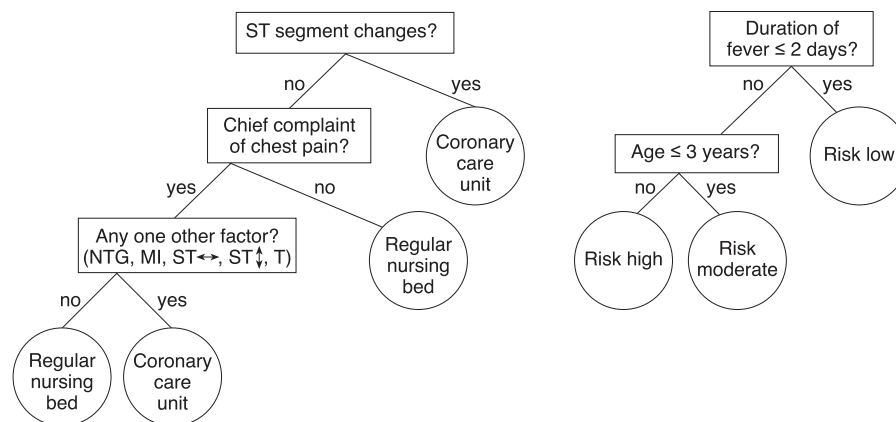 ST segment changes?
no
yes
Chief complaint
of chest pain?
Coronary
care
unit
yes
no
Any one other factor?
(NTG, MI, ST↔, ST↕, T)
Regular
nursing
bed
no
yes
Regular
nursing
bed
Coronary
care
unit
Duration of
fever ≤ 2 days?
no
yes
Age ≤ 3 years?
Risk low
no
yes
Risk high
Risk
moderate